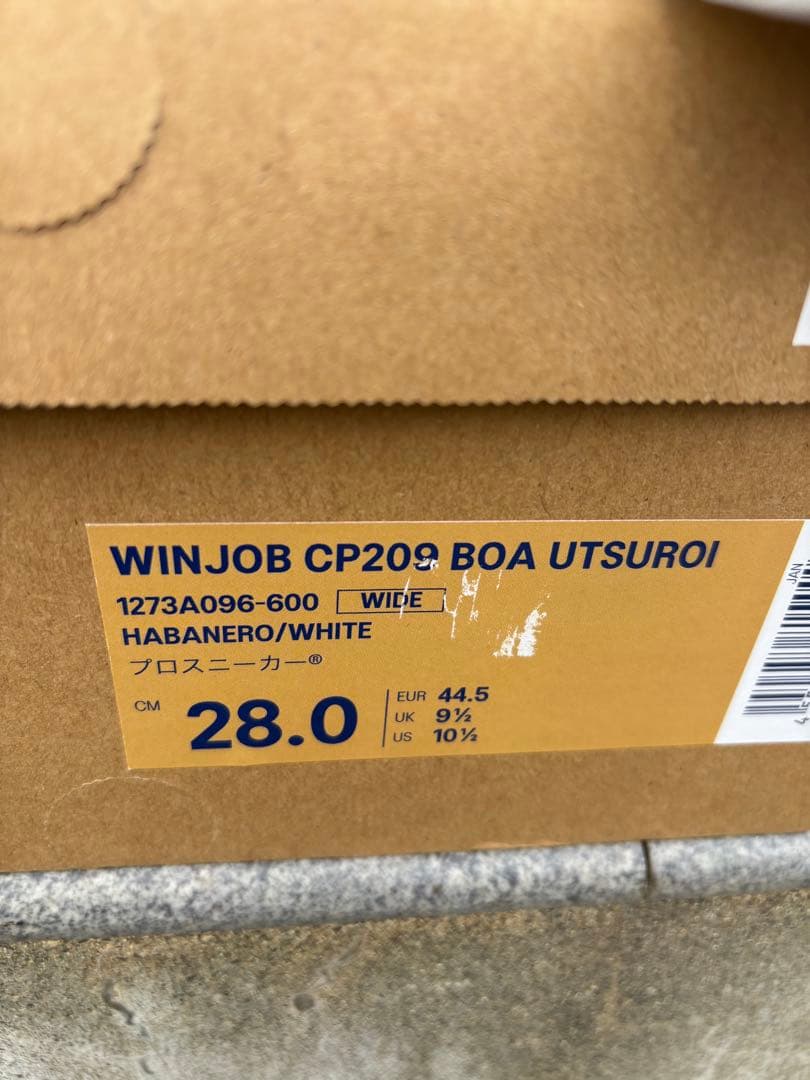 WINJOB CP209 BOA UTSUROI
1273A096-600 WIDE
HABANERO/WHITE
プロスニーカー®
CM 28.0
EUR 44.5
UK 9½
US 10½
JAN